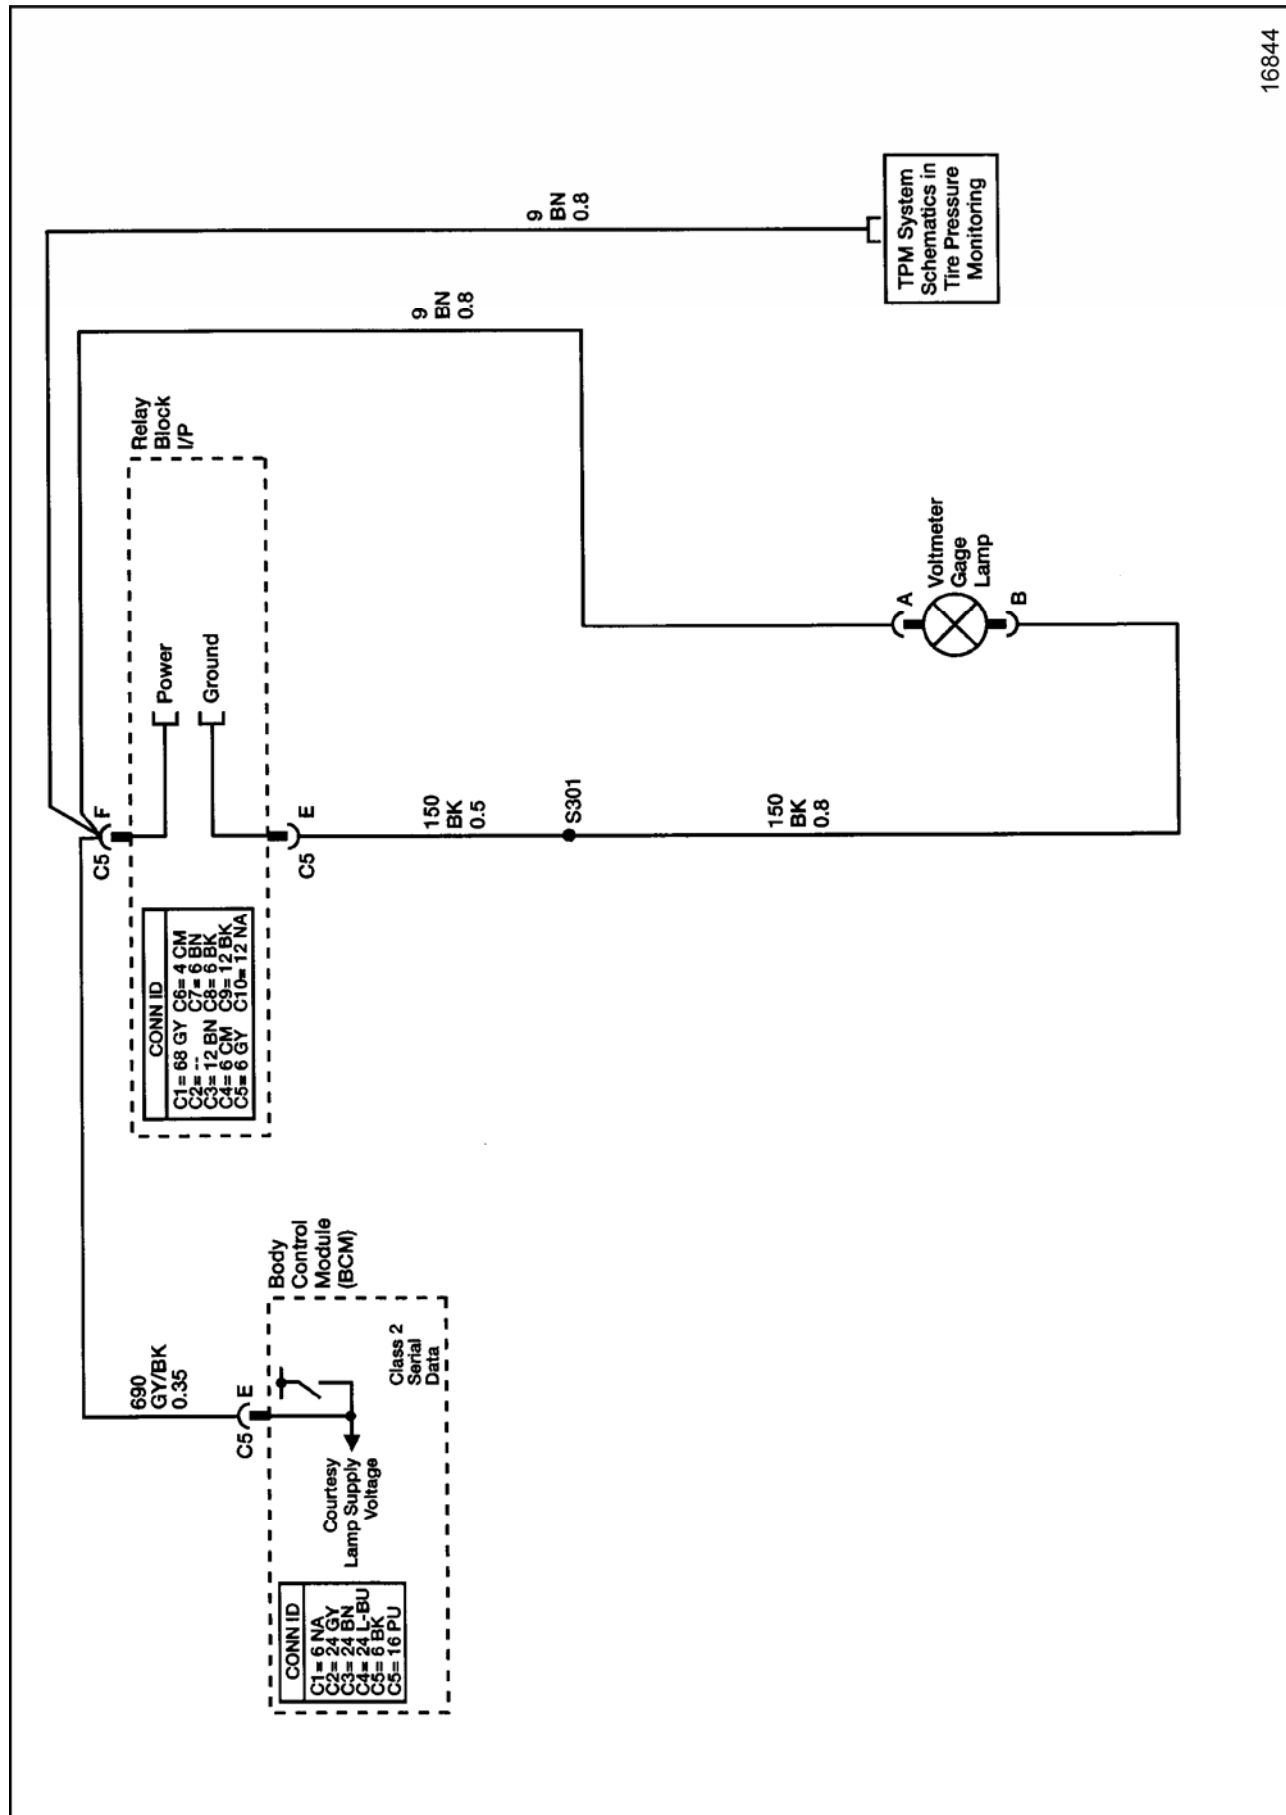 690
GY/BK
0.35
C5
E
Body
Control
Module
(BCM)
Class 2
Serial
Data
Courtesy
Lamp Supply
Voltage
CONN ID
C1= 6 NA
C2= 24 GY
C3= 24 BN
C4= 24 L-BU
C5= 6 BK
C5= 16 PU
C5
F
Relay
Block
I/P
Power
Ground
CONN ID
C1= 68 GY C6= 4 CM
C2= -- C7= 6 BN
C3= 12 BN C8= 6 BK
C4= 6 CM C9= 12 BK
C5= 6 GY C10= 12 NA
C5
E
150
BK
0.5
S301
150
BK
0.8
9
BN
0.8
9
BN
0.8
A
Voltmeter
Gage
Lamp
B
TPM System
Schematics in
Tire Pressure
Monitoring
16844